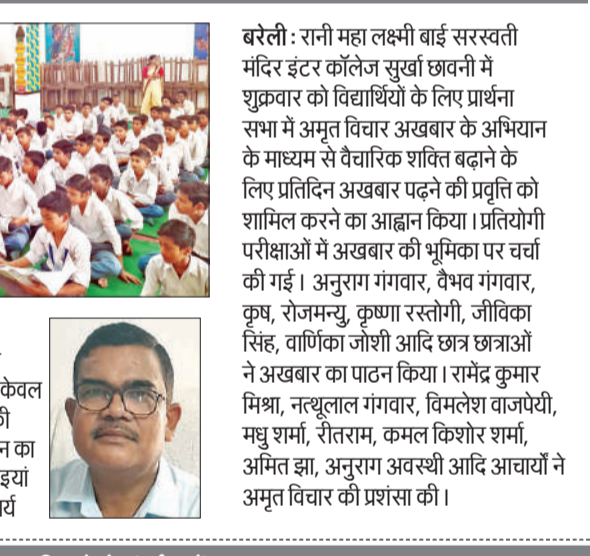 बरेली : रानी महा लक्ष्मी बाई सरस्वती
मंदिर इंटर कॉलेज सुर्खा छावनी में
शुक्रवार को विद्यार्थियों के लिए प्रार्थना
सभा में अमृत विचार अखबार के अभियान
के माध्यम से वैचारिक शक्ति बढ़ाने के
लिए प्रतिदिन अखबार पढ़ने की प्रवृत्ति को
शामिल करने का आह्वान किया । प्रतियोगी
परीक्षाओं में अखबार की भूमिका पर चर्चा
की गई । अनुराग गंगवार, वैभव गंगवार,
कृष, रोजमन्यु, कृष्णा रस्तोगी, जीविका
सिंह, वार्णिका जोशी आदि छात्र छात्राओं
ने अखबार का पाठन किया । रामेंद्र कुमार
मिश्रा, नत्थूलाल गंगवार, विमलेश वाजपेयी,
मधु शर्मा, रीतराम, कमल किशोर शर्मा,
अमित झा, अनुराग अवस्थी आदि आचार्यों ने
अमृत विचार की प्रशंसा की ।
केवल
न का